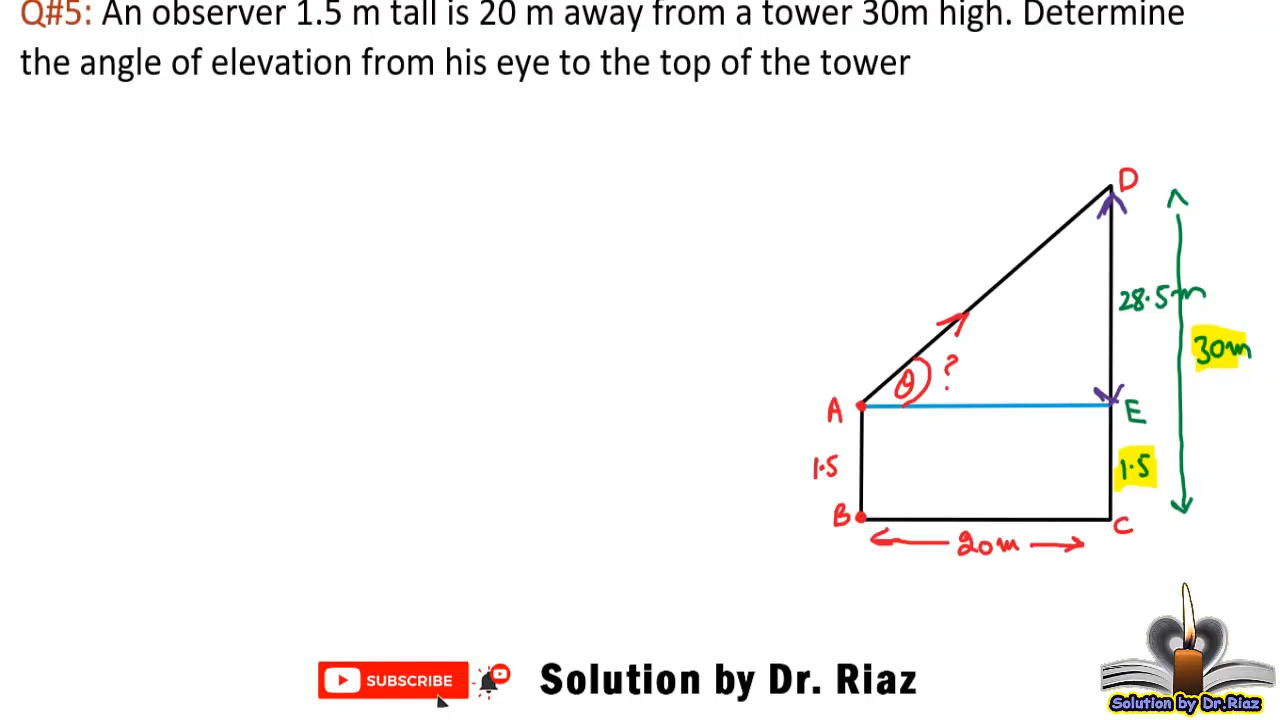 Q#5: An observer 1.5 m tall is 20 m away from a tower 30m high. Determine
the angle of elevation from his eye to the top of the tower
D
28.5m
30m
θ ?
A
E
1.5
1.5
B
C
20m
SUBSCRIBE
Solution by Dr. Riaz
Solution by Dr.Riaz